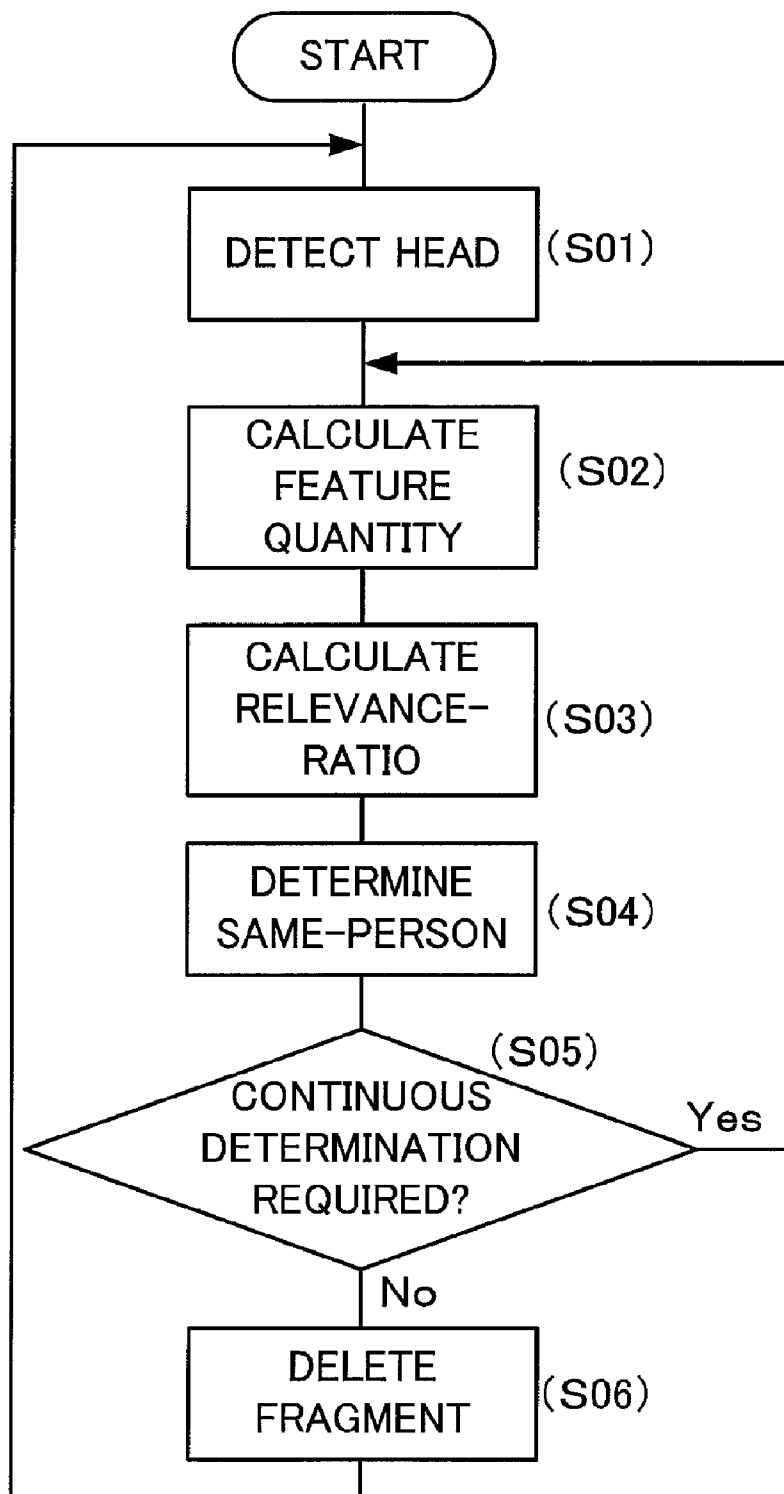 START
DETECT HEAD
(S01)
CALCULATE
FEATURE
QUANTITY
(S02)
CALCULATE
RELEVANCE-
RATIO
(S03)
DETERMINE
SAME-PERSON
(S04)
(S05)
CONTINUOUS
DETERMINATION
REQUIRED?
Yes
No
DELETE
FRAGMENT
(S06)